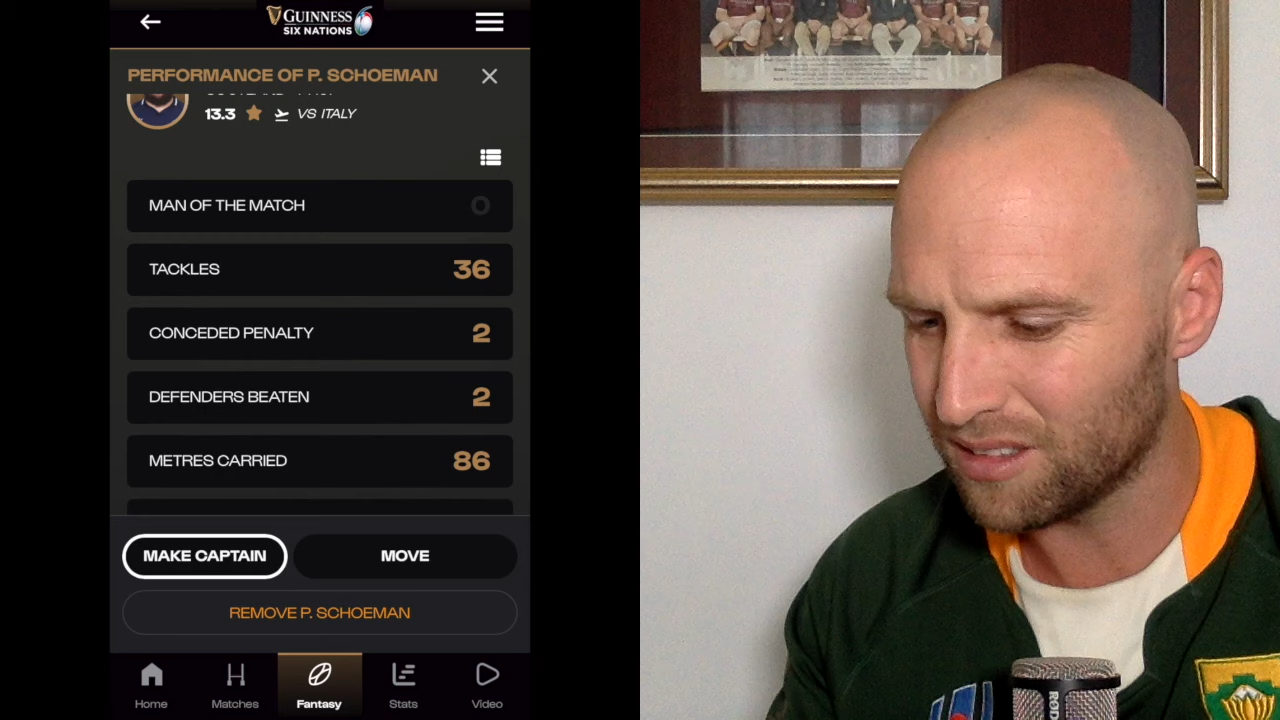 GUINNESS
SIX NATIONS
PERFORMANCE OF P. SCHOEMAN
13.3 VS ITALY
MAN OF THE MATCH 0
TACKLES 36
CONCEDED PENALTY 2
DEFENDERS BEATEN 2
METRES CARRIED 86
MAKE CAPTAIN MOVE
REMOVE P. SCHOEMAN
Home Matches Fantasy Stats Video
RØDE